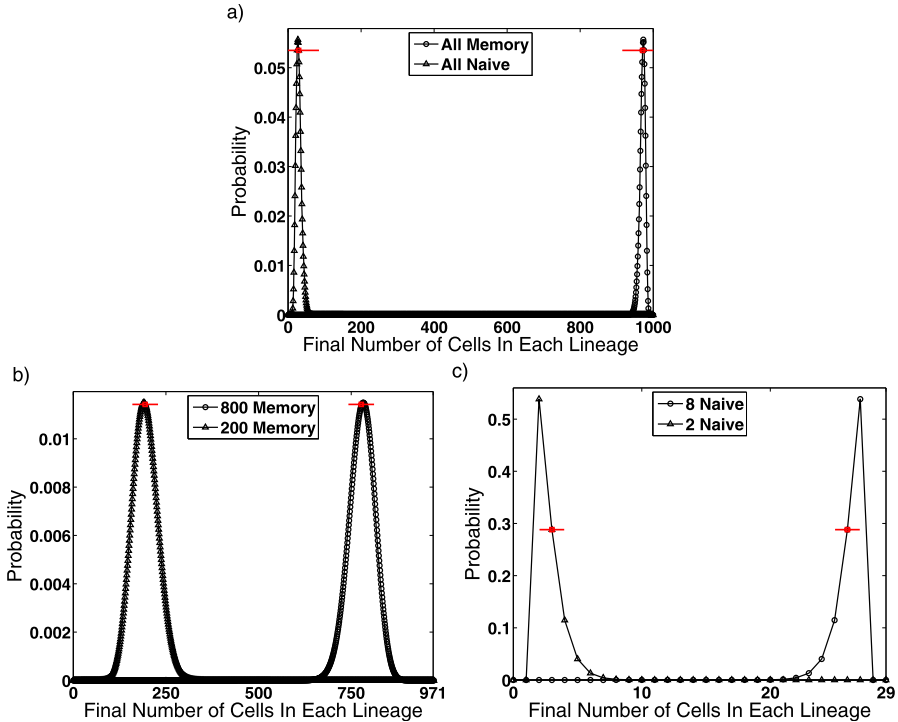 a)
All Memory
All Naive
0.05
0.04
0.03
0.02
0.01
0
Probability
0 200 400 600 800 1000
Final Number of Cells In Each Lineage
b)
800 Memory
200 Memory
0.01
0.008
0.006
0.004
0.002
0
Probability
0 250 500 750 971
Final Number of Cells In Each Lineage
c)
8 Naive
2 Naive
0.5
0.4
0.3
0.2
0.1
0
Probability
0 10 20 29
Final Number of Cells In Each Lineage